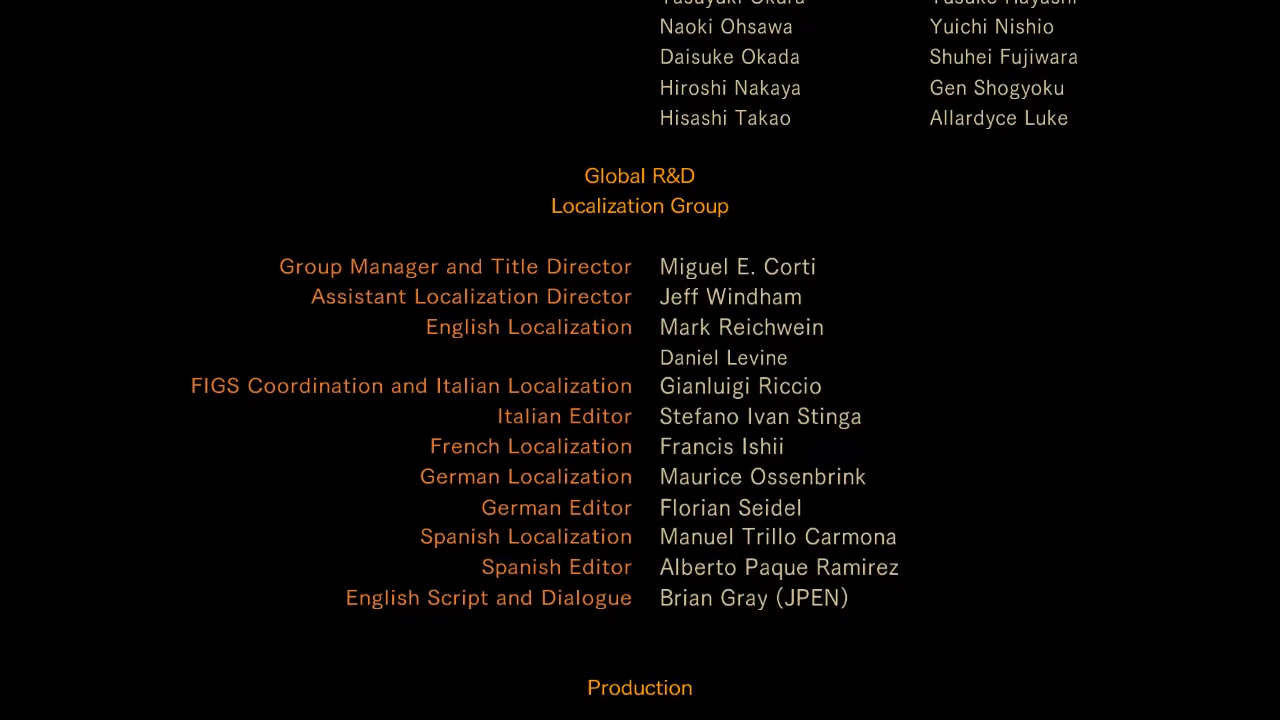 Yasuyuki Okura Yusuke Hayashi
Naoki Ohsawa Yuichi Nishio
Daisuke Okada Shuhei Fujiwara
Hiroshi Nakaya Gen Shogyoku
Hisashi Takao Allardyce Luke
Global R&D
Localization Group
Group Manager and Title Director Miguel E. Corti
Assistant Localization Director Jeff Windham
English Localization Mark Reichwein
Daniel Levine
FIGS Coordination and Italian Localization Gianluigi Riccio
Italian Editor Stefano Ivan Stinga
French Localization Francis Ishii
German Localization Maurice Ossenbrink
German Editor Florian Seidel
Spanish Localization Manuel Trillo Carmona
Spanish Editor Alberto Paque Ramirez
English Script and Dialogue Brian Gray (JPEN)
Production